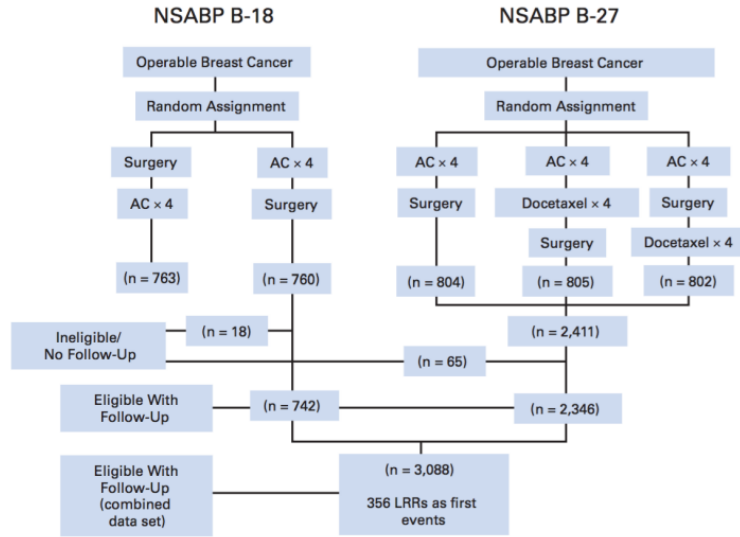 NSABP B-18
NSABP B-27
Operable Breast Cancer
Operable Breast Cancer
Random Assignment
Random Assignment
Surgery
AC × 4
AC × 4
AC × 4
AC × 4
AC × 4
Surgery
Surgery
Docetaxel × 4
Surgery
Surgery
Docetaxel × 4
(n = 763)
(n = 760)
(n = 804)
(n = 805)
(n = 802)
Ineligible/
No Follow-Up
(n = 18)
(n = 2,411)
(n = 65)
Eligible With
Follow-Up
(n = 742)
(n = 2,346)
Eligible With
Follow-Up
(combined
data set)
(n = 3,088)
356 LRRs as first
events